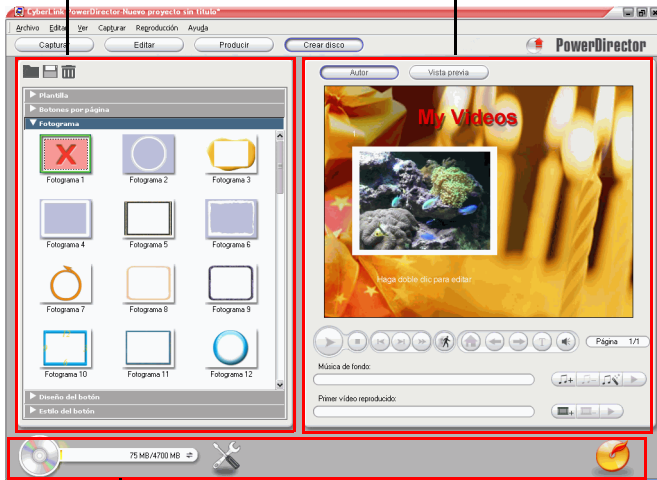 CyberLink PowerDirector-Nuevo proyecto sin título*
Archivo Editar Ver Capturar Reproducción Ayuda
Capturar Editar Producir Crear disco PowerDirector
Autor Vista previa
Plantilla
Botones por página
Fotograma
Fotograma 1 Fotograma 2 Fotograma 3
Fotograma 4 Fotograma 5 Fotograma 6
Fotograma 7 Fotograma 8 Fotograma 9
Fotograma 10 Fotograma 11 Fotograma 12
Diseño del botón
Estilo del botón
My Videos
Haga doble clic para editar.
Página 1/1
Música de fondo:
Primer vídeo reproducido:
75 MB/4700 MB